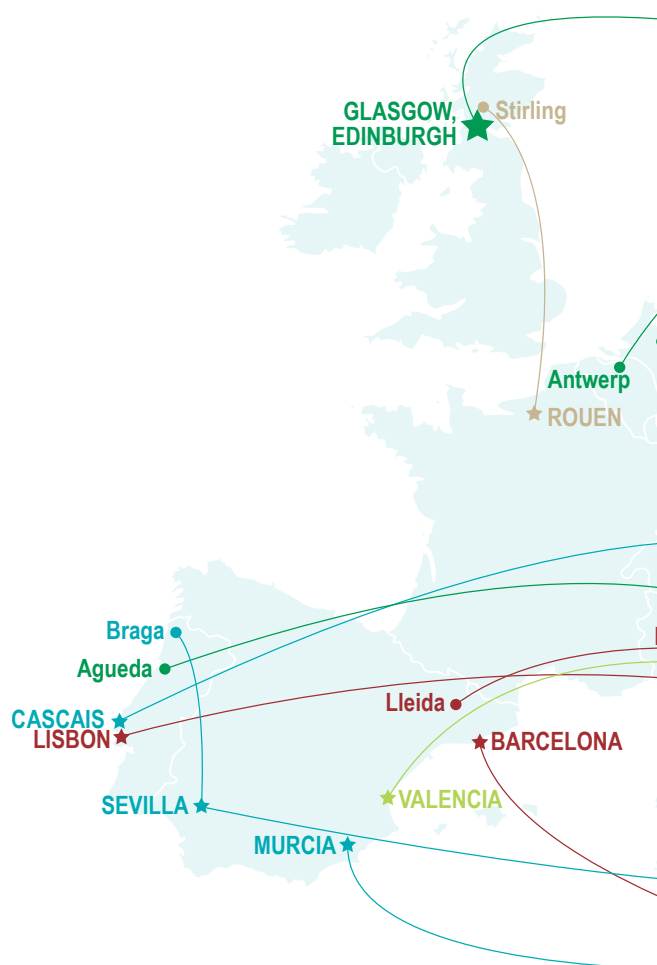 GLASGOW,
EDINBURGH
Stirling
Antwerp
ROUEN
Braga
Agueda
Lleida
CASCAIS
LISBON
BARCELONA
SEVILLA
VALENCIA
MURCIA